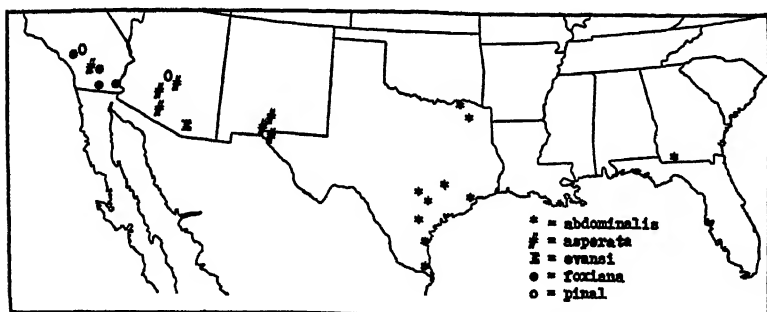 * = abdominalis
# = asperata
E = evansi
● = foxiana
o = pinal